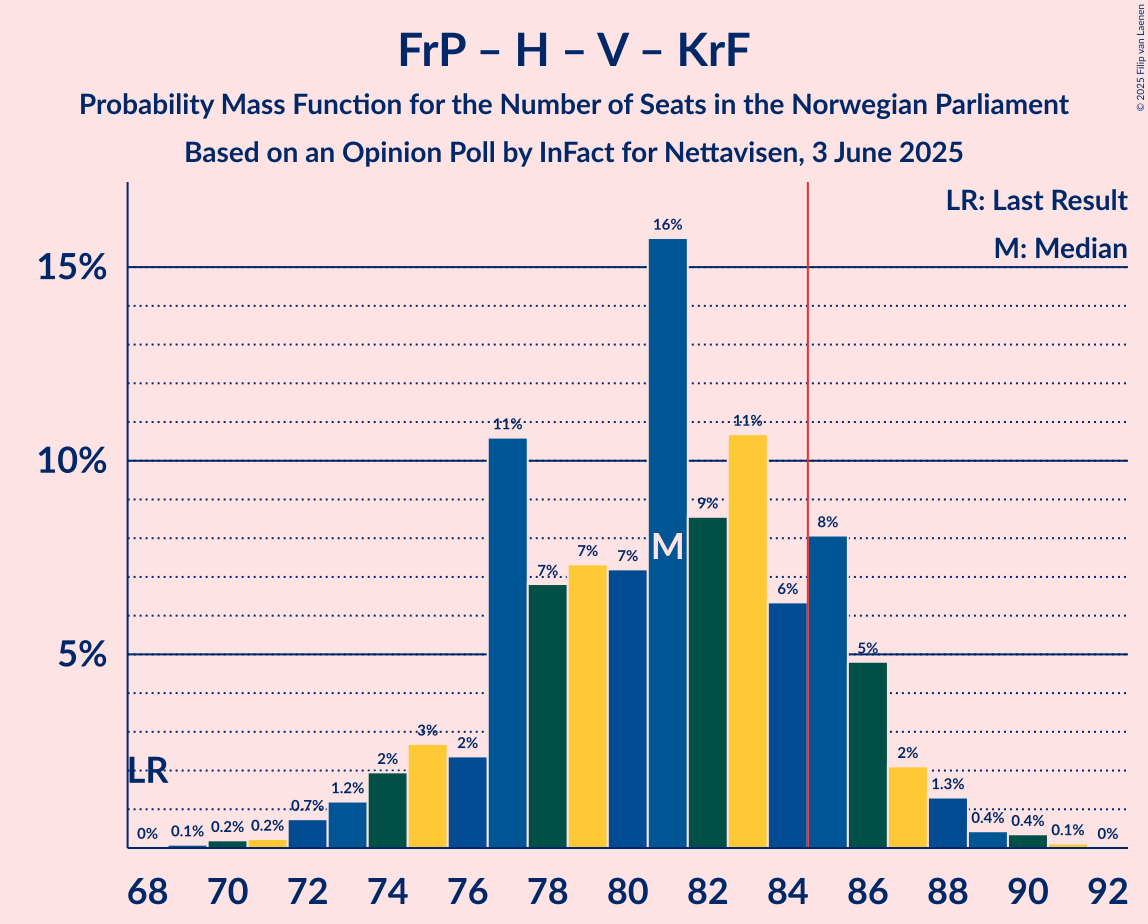 FrP – H – V – KrF
Probability Mass Function for the Number of Seats in the Norwegian Parliament
Based on an Opinion Poll by InFact for Nettavisen, 3 June 2025
© 2025 Filip van Laenen
LR: Last Result
M: Median
15%
10%
5%
LR
M
0% 0.1% 0.2% 0.2% 0.7% 1.2% 2% 3% 2% 11% 7% 7% 7% 16% 9% 11% 6% 8% 5% 2% 1.3% 0.4% 0.4% 0.1% 0%
68 70 72 74 76 78 80 82 84 86 88 90 92